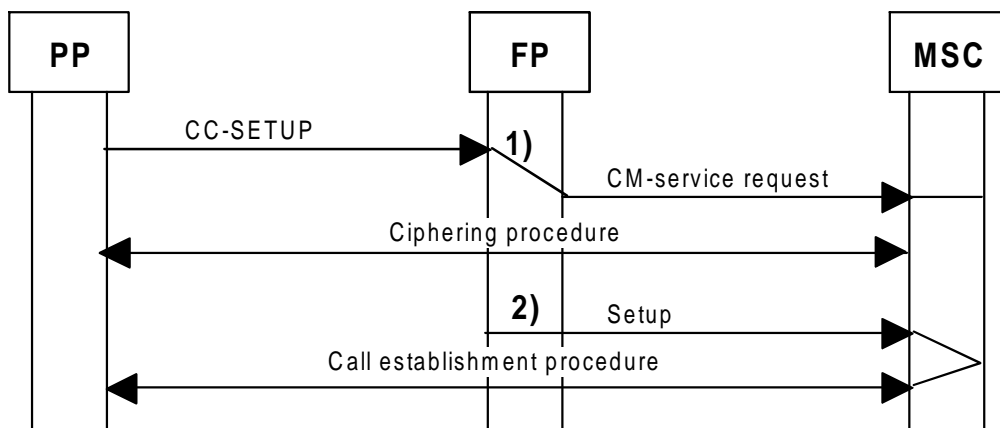 PP FP MSC
CC-SETUP
1)
CM-service request
Ciphering procedure
2)
Setup
Call establishment procedure